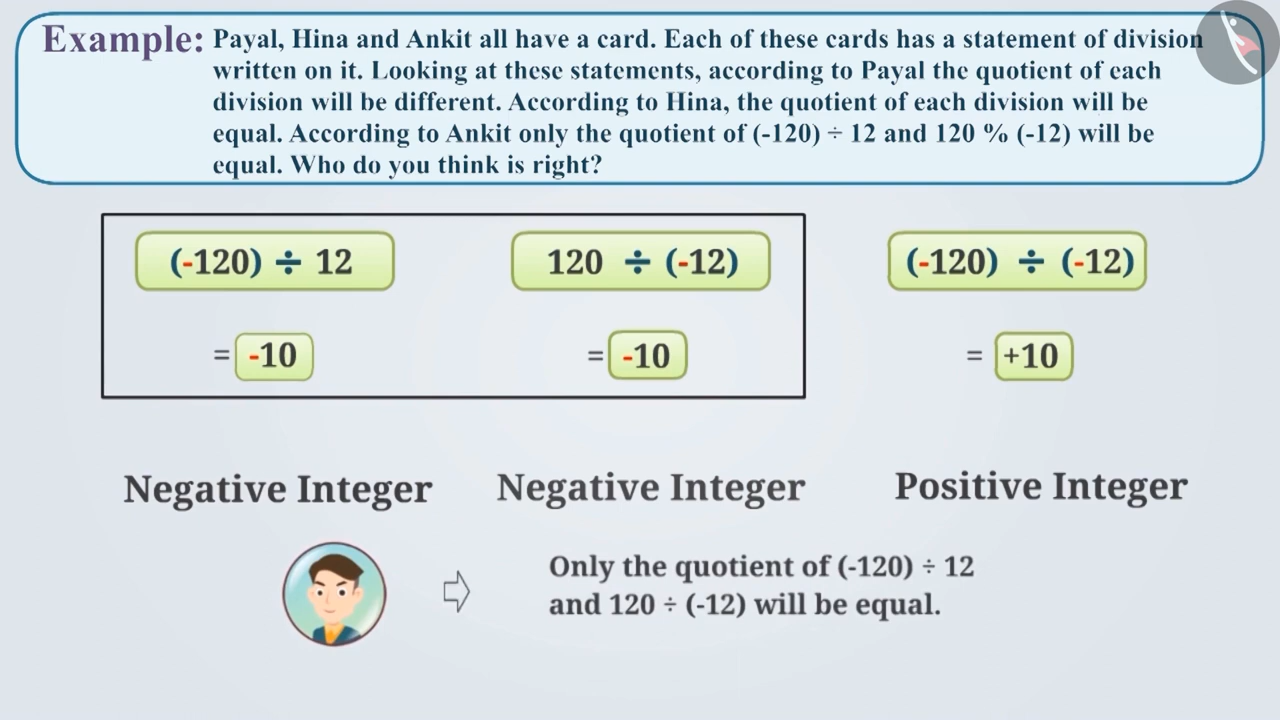 Example: Payal, Hina and Ankit all have a card. Each of these cards has a statement of division
written on it. Looking at these statements, according to Payal the quotient of each
division will be different. According to Hina, the quotient of each division will be
equal. According to Ankit only the quotient of (-120) ÷ 12 and 120 % (-12) will be
equal. Who do you think is right?
(-120) ÷ 12 120 ÷ (-12) (-120) ÷ (-12)
= -10 = -10 = +10
Negative Integer Negative Integer Positive Integer
Only the quotient of (-120) ÷ 12
and 120 ÷ (-12) will be equal.